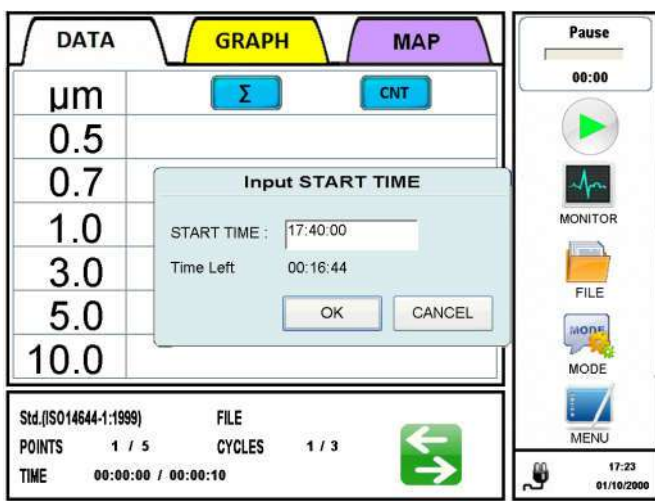 DATA GRAPH MAP
µm Σ CNT
0.5
0.7
1.0
3.0
5.0
10.0
Input START TIME
START TIME : 17:40:00
Time Left 00:16:44
OK CANCEL
Std.(ISO14644-1:1999) FILE
POINTS 1 / 5 CYCLES 1 / 3
TIME 00:00:00 / 00:00:10
Pause
00:00
MONITOR
FILE
MODE
MODE
MENU
17:23
01/10/2000